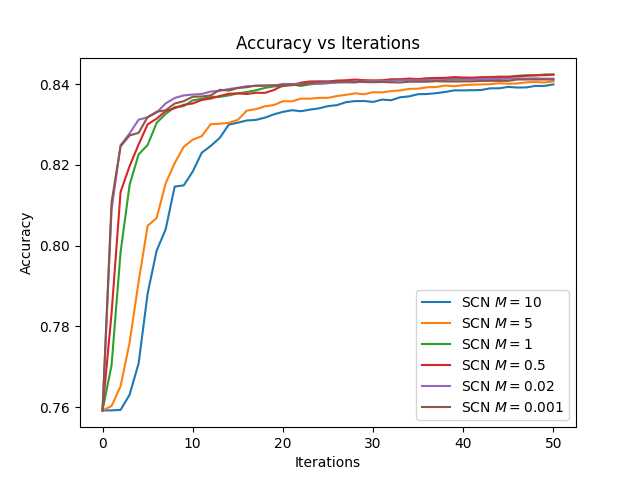 Accuracy vs Iterations
Accuracy
0.84
0.82
0.80
0.78
0.76
SCN M = 10
SCN M = 5
SCN M = 1
SCN M = 0.5
SCN M = 0.02
SCN M = 0.001
0 10 20 30 40 50
Iterations